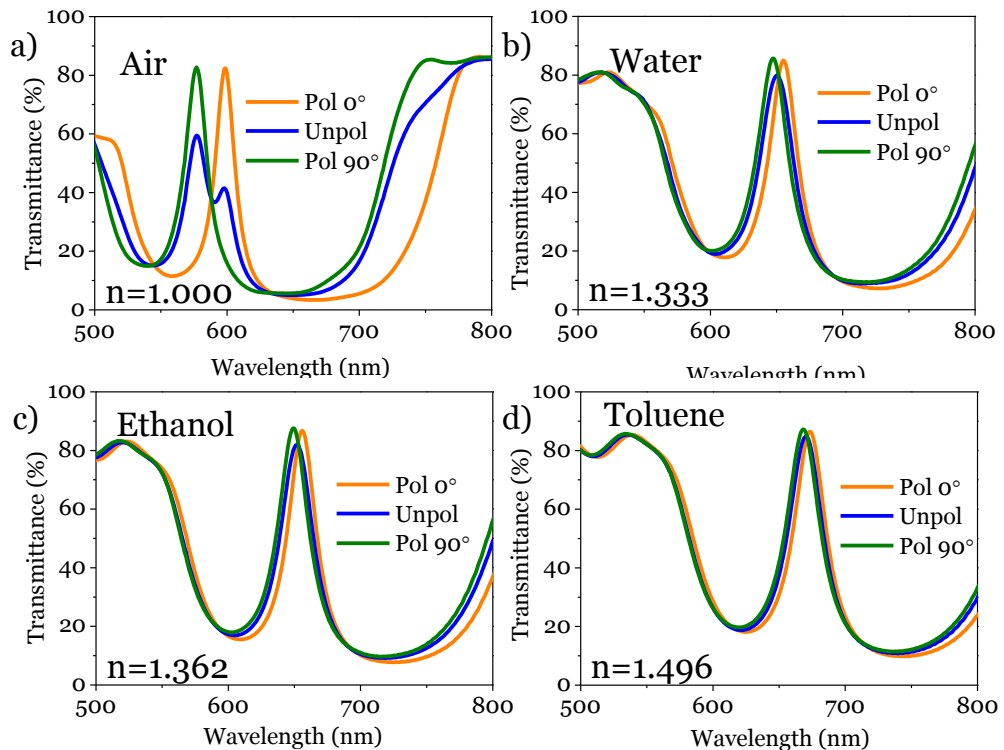 a)
Air
Transmittance (%)
100
80
60
40
20
0
Pol 0°
Unpol
Pol 90°
n=1.000
500
600
700
800
Wavelength (nm)
b)
Water
Transmittance (%)
100
80
60
40
20
0
Pol 0°
Unpol
Pol 90°
n=1.333
500
600
700
800
Wavelength (nm)
c)
Ethanol
Transmittance (%)
100
80
60
40
20
0
Pol 0°
Unpol
Pol 90°
n=1.362
500
600
700
800
Wavelength (nm)
d)
Toluene
Transmittance (%)
100
80
60
40
20
0
Pol 0°
Unpol
Pol 90°
n=1.496
500
600
700
800
Wavelength (nm)